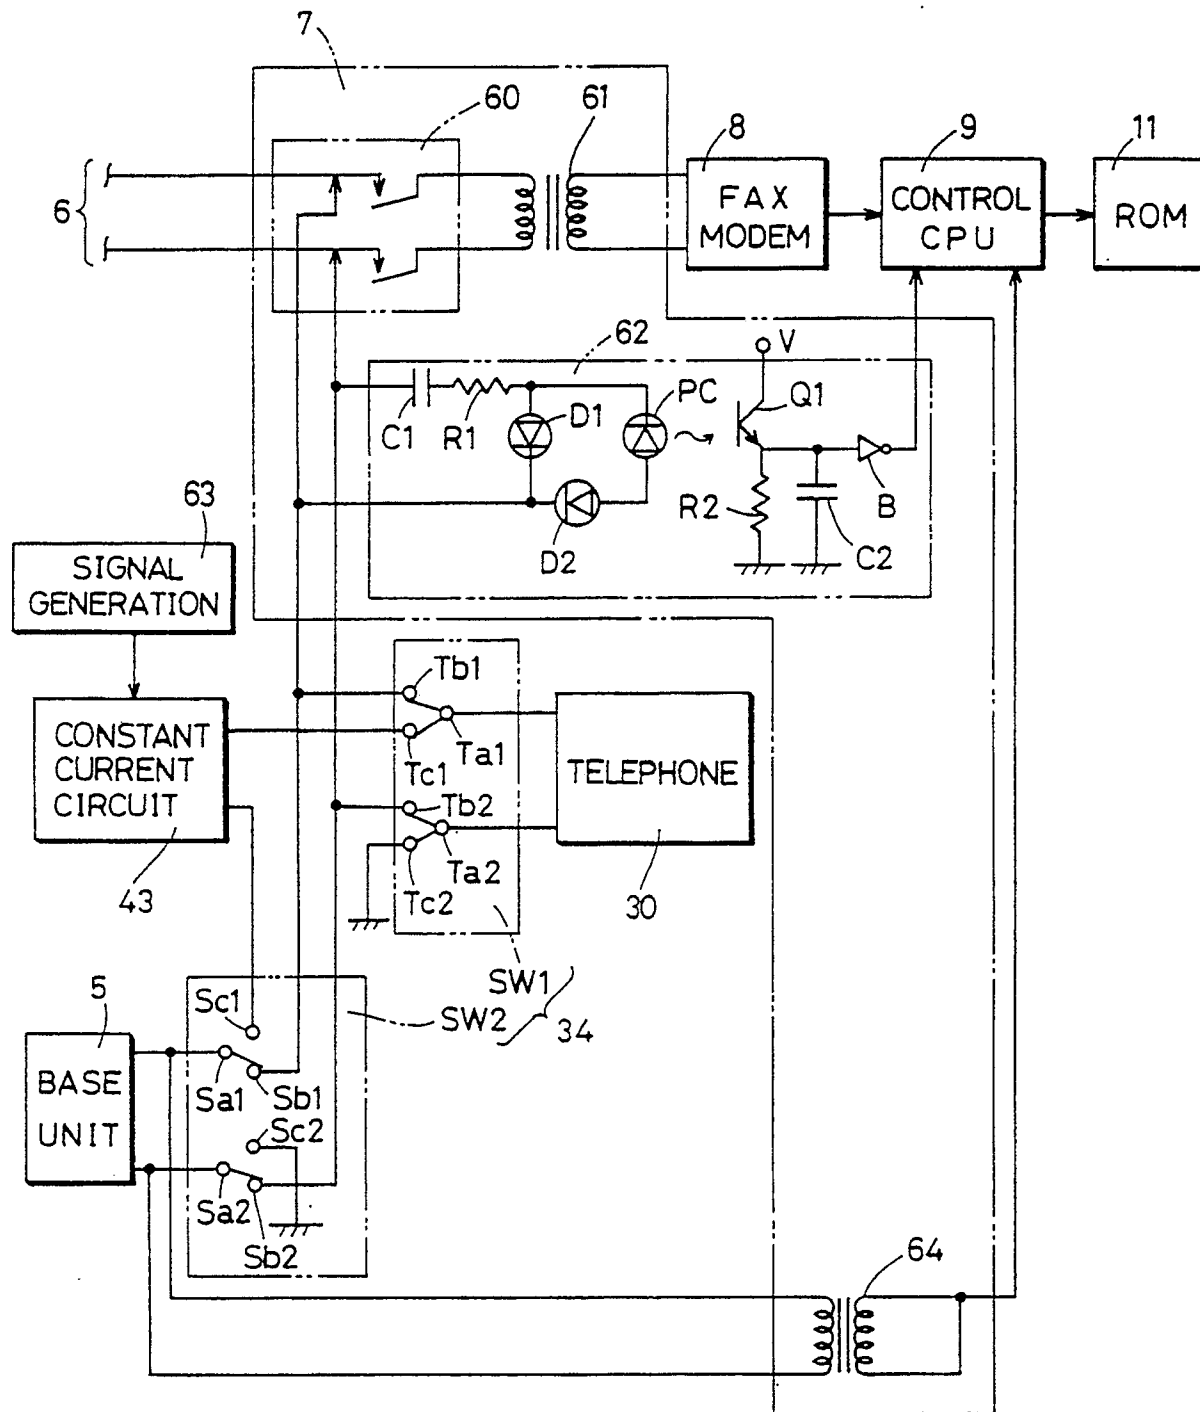 7
60
61
8
9
11
6
FAX
MODEM
CONTROL
CPU
ROM
62
V
PC
Q1
C1
R1
D1
R2
B
C2
D2
63
SIGNAL
GENERATION
Tb1
CONSTANT
CURRENT
CIRCUIT
Tc1
Ta1
TELEPHONE
Tb2
Ta2
Tc2
43
30
SW1
SW2
34
5
Sc1
BASE
UNIT
Sa1
Sb1
Sc2
Sa2
Sb2
64